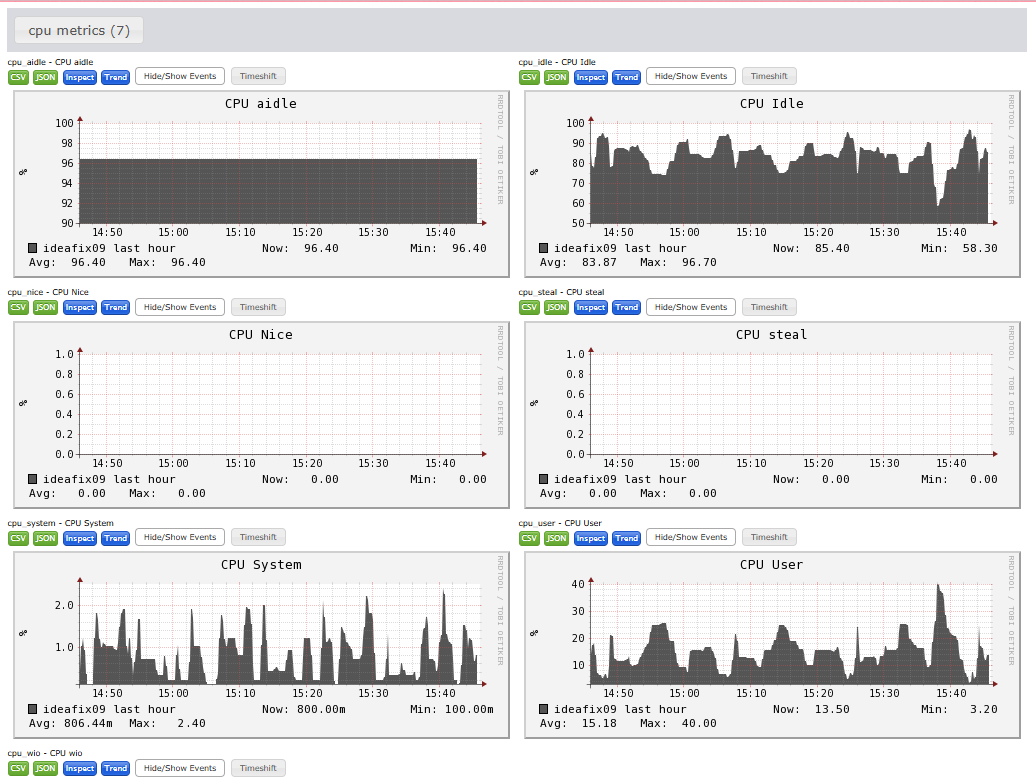 cpu metrics (7)
cpu_aidle - CPU aidle
CSV JSON Inspect Trend Hide/Show Events Timeshift
CPU aidle
RRDTOOL / TOBI OETIKER
%
100
98
96
94
92
90
14:50 15:00 15:10 15:20 15:30 15:40
ideafix09 last hour Now: 96.40 Min: 96.40
Avg: 96.40 Max: 96.40
cpu_idle - CPU Idle
CSV JSON Inspect Trend Hide/Show Events Timeshift
CPU Idle
RRDTOOL / TOBI OETIKER
%
100
90
80
70
60
50
14:50 15:00 15:10 15:20 15:30 15:40
ideafix09 last hour Now: 85.40 Min: 58.30
Avg: 83.87 Max: 96.70
cpu_nice - CPU Nice
CSV JSON Inspect Trend Hide/Show Events Timeshift
CPU Nice
RRDTOOL / TOBI OETIKER
%
1.0
0.8
0.6
0.4
0.2
0.0
14:50 15:00 15:10 15:20 15:30 15:40
ideafix09 last hour Now: 0.00 Min: 0.00
Avg: 0.00 Max: 0.00
cpu_steal - CPU steal
CSV JSON Inspect Trend Hide/Show Events Timeshift
CPU steal
RRDTOOL / TOBI OETIKER
%
1.0
0.8
0.6
0.4
0.2
0.0
14:50 15:00 15:10 15:20 15:30 15:40
ideafix09 last hour Now: 0.00 Min: 0.00
Avg: 0.00 Max: 0.00
cpu_system - CPU System
CSV JSON Inspect Trend Hide/Show Events Timeshift
CPU System
RRDTOOL / TOBI OETIKER
%
2.0
1.0
14:50 15:00 15:10 15:20 15:30 15:40
ideafix09 last hour Now: 800.00m Min: 100.00m
Avg: 806.44m Max: 2.40
cpu_user - CPU User
CSV JSON Inspect Trend Hide/Show Events Timeshift
CPU User
RRDTOOL / TOBI OETIKER
%
40
30
20
10
14:50 15:00 15:10 15:20 15:30 15:40
ideafix09 last hour Now: 13.50 Min: 3.20
Avg: 15.18 Max: 40.00
cpu_wio - CPU wio
CSV JSON Inspect Trend Hide/Show Events Timeshift